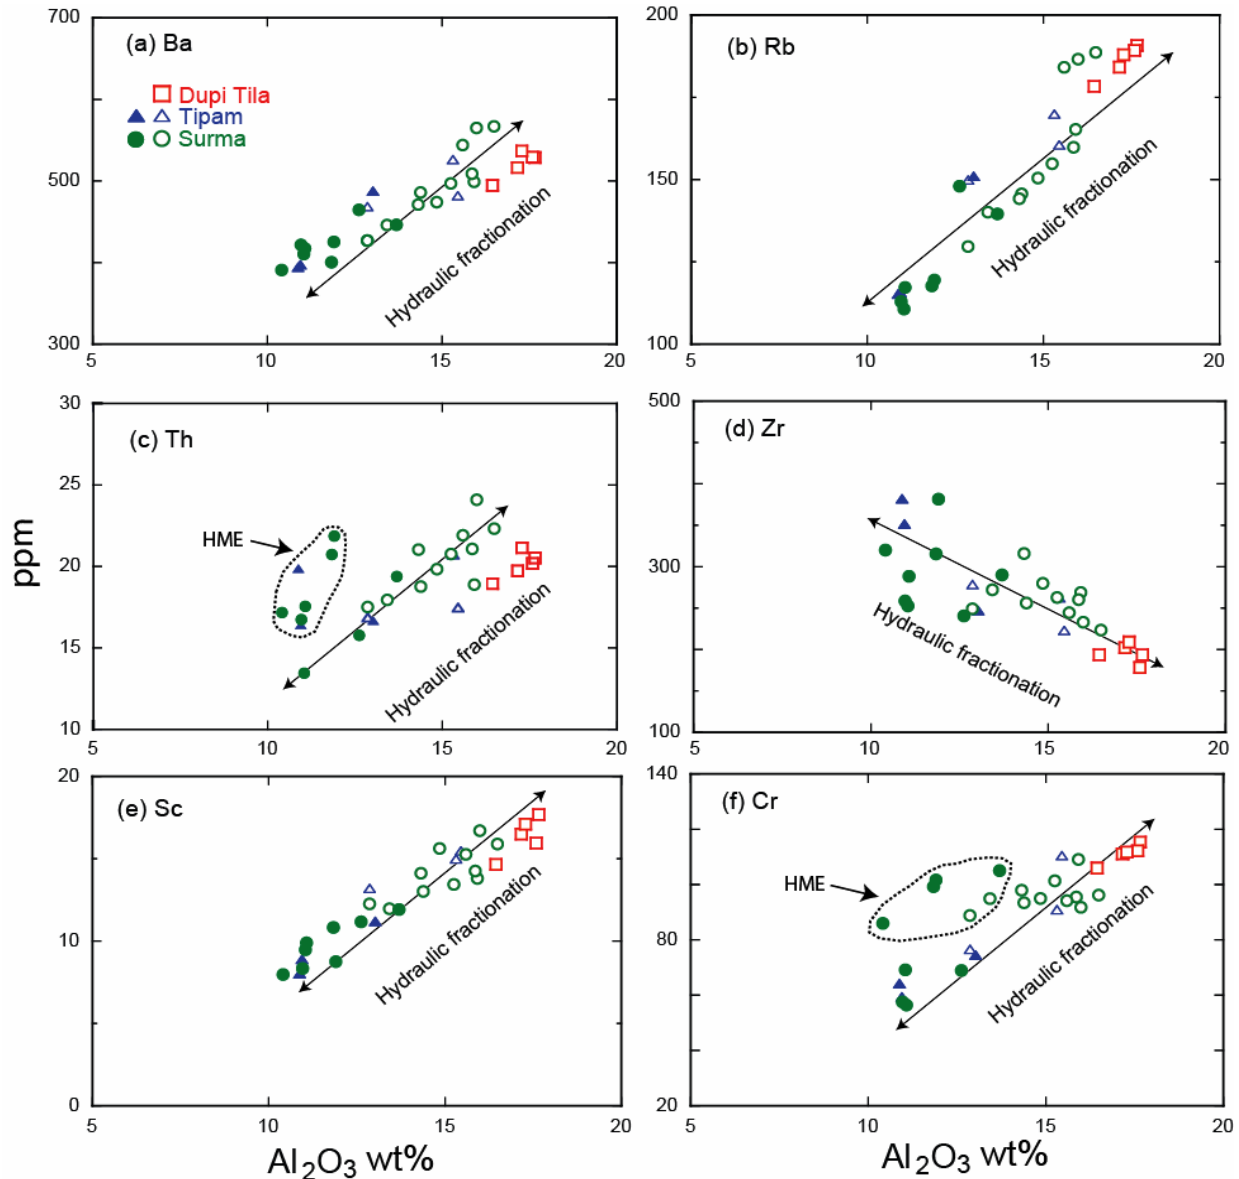 700
(a) Ba
Dupi Tila
Tipam
Surma
500
Hydraulic fractionation
300
5
10
15
20
200
(b) Rb
150
Hydraulic fractionation
100
5
10
15
20
30
(c) Th
25
HME
20
15
Hydraulic fractionation
10
5
10
15
20
ppm
500
(d) Zr
300
Hydraulic fractionation
100
5
10
15
20
20
(e) Sc
10
Hydraulic fractionation
0
5
10
15
20
Al₂O₃ wt%
140
(f) Cr
HME
80
Hydraulic fractionation
20
5
10
15
20
Al₂O₃ wt%